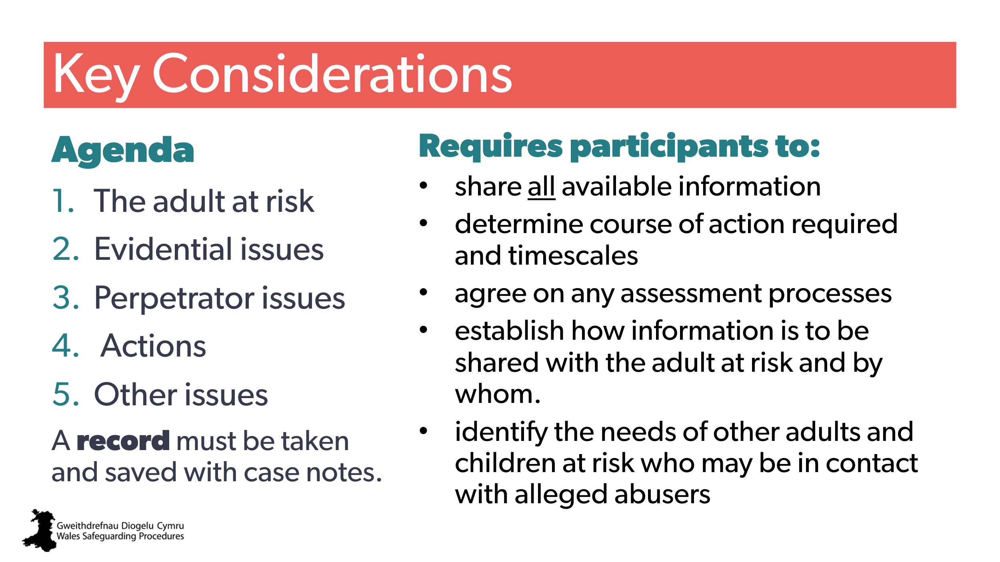 Key Considerations
Agenda
1. The adult at risk
2. Evidential issues
3. Perpetrator issues
4. Actions
5. Other issues
A record must be taken
and saved with case notes.
Requires participants to:
• share all available information
• determine course of action required
and timescales
• agree on any assessment processes
• establish how information is to be
shared with the adult at risk and by
whom.
• identify the needs of other adults and
children at risk who may be in contact
with alleged abusers
Gweithdrefnau Diogelu Cymru
Wales Safeguarding Procedures